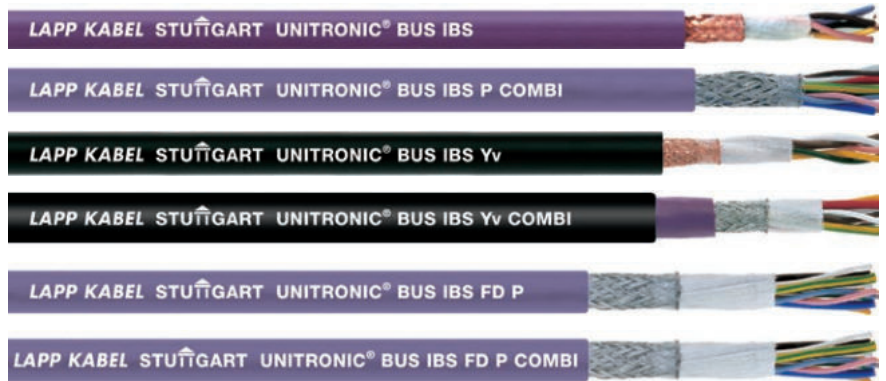 LAPP KABEL STUTTGART UNITRONIC® BUS IBS
LAPP KABEL STUTTGART UNITRONIC® BUS IBS P COMBI
LAPP KABEL STUTTGART UNITRONIC® BUS IBS Yv
LAPP KABEL STUTTGART UNITRONIC® BUS IBS Yv COMBI
LAPP KABEL STUTTGART UNITRONIC® BUS IBS FD P
LAPP KABEL STUTTGART UNITRONIC® BUS IBS FD P COMBI